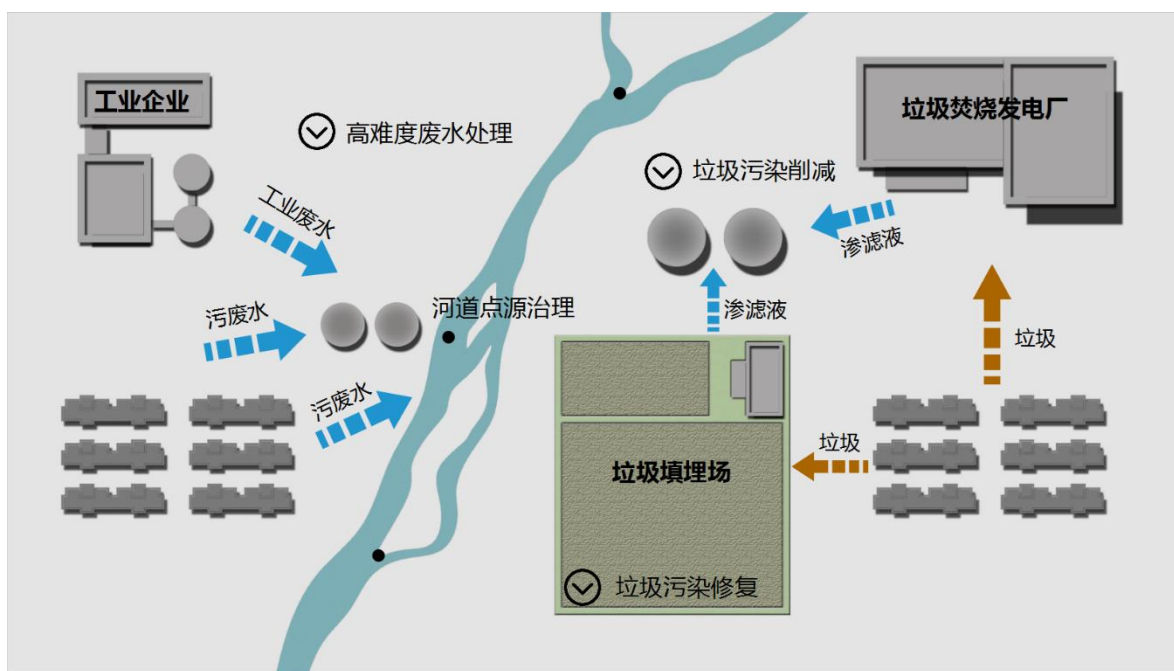 工业企业
高难度废水处理
垃圾焚烧发电厂
垃圾污染削减
工业废水
渗滤液
污废水
河道点源治理
渗滤液
垃圾
污废水
垃圾
垃圾填埋场
垃圾污染修复